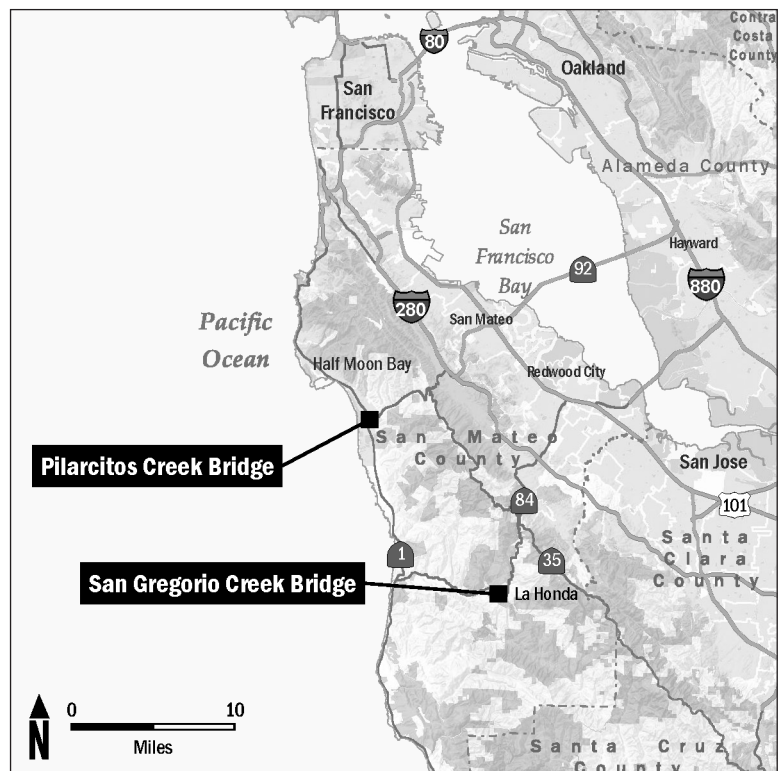 Contra
Costa
County
80
Oakland
San
Francisco
Alameda County
San
Francisco
Bay
92
Hayward
880
280
San Mateo
Pacific
Ocean
Half Moon Bay
Redwood City
San Mateo
County
Pilarcitos Creek Bridge
San Jose
84
101
1
35
Santa
Clara
County
San Gregorio Creek Bridge
La Honda
0 10
Miles
N
Santa Cruz
County